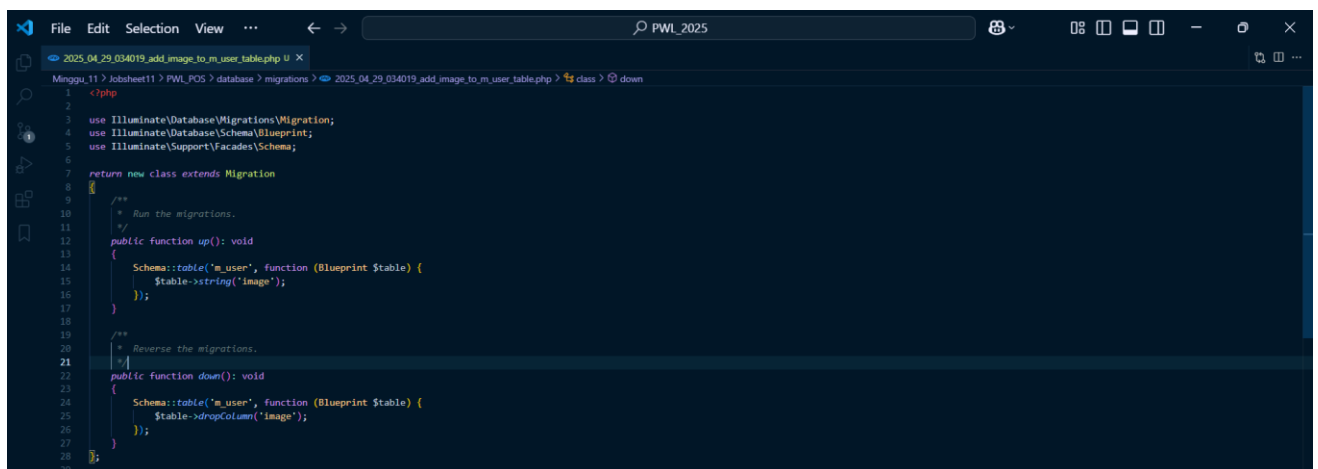 File Edit Selection View ... PWL_2025
2025_04_29_034019_add_image_to_m_user_table.php U
Minggu_11 > Jobsheet11 > PWL_POS > database > migrations > 2025_04_29_034019_add_image_to_m_user_table.php > class > down
1 <?php
2
3 use Illuminate\Database\Migrations\Migration;
4 use Illuminate\Database\Schema\Blueprint;
5 use Illuminate\Support\Facades\Schema;
6
7 return new class extends Migration
8 {
9 /**
10 * Run the migrations.
11 */
12 public function up(): void
13 {
14 Schema::table('m_user', function (Blueprint $table) {
15 $table->string('image');
16 });
17 }
18
19 /**
20 * Reverse the migrations.
21 */
22 public function down(): void
23 {
24 Schema::table('m_user', function (Blueprint $table) {
25 $table->dropColumn('image');
26 });
27 }
28 };